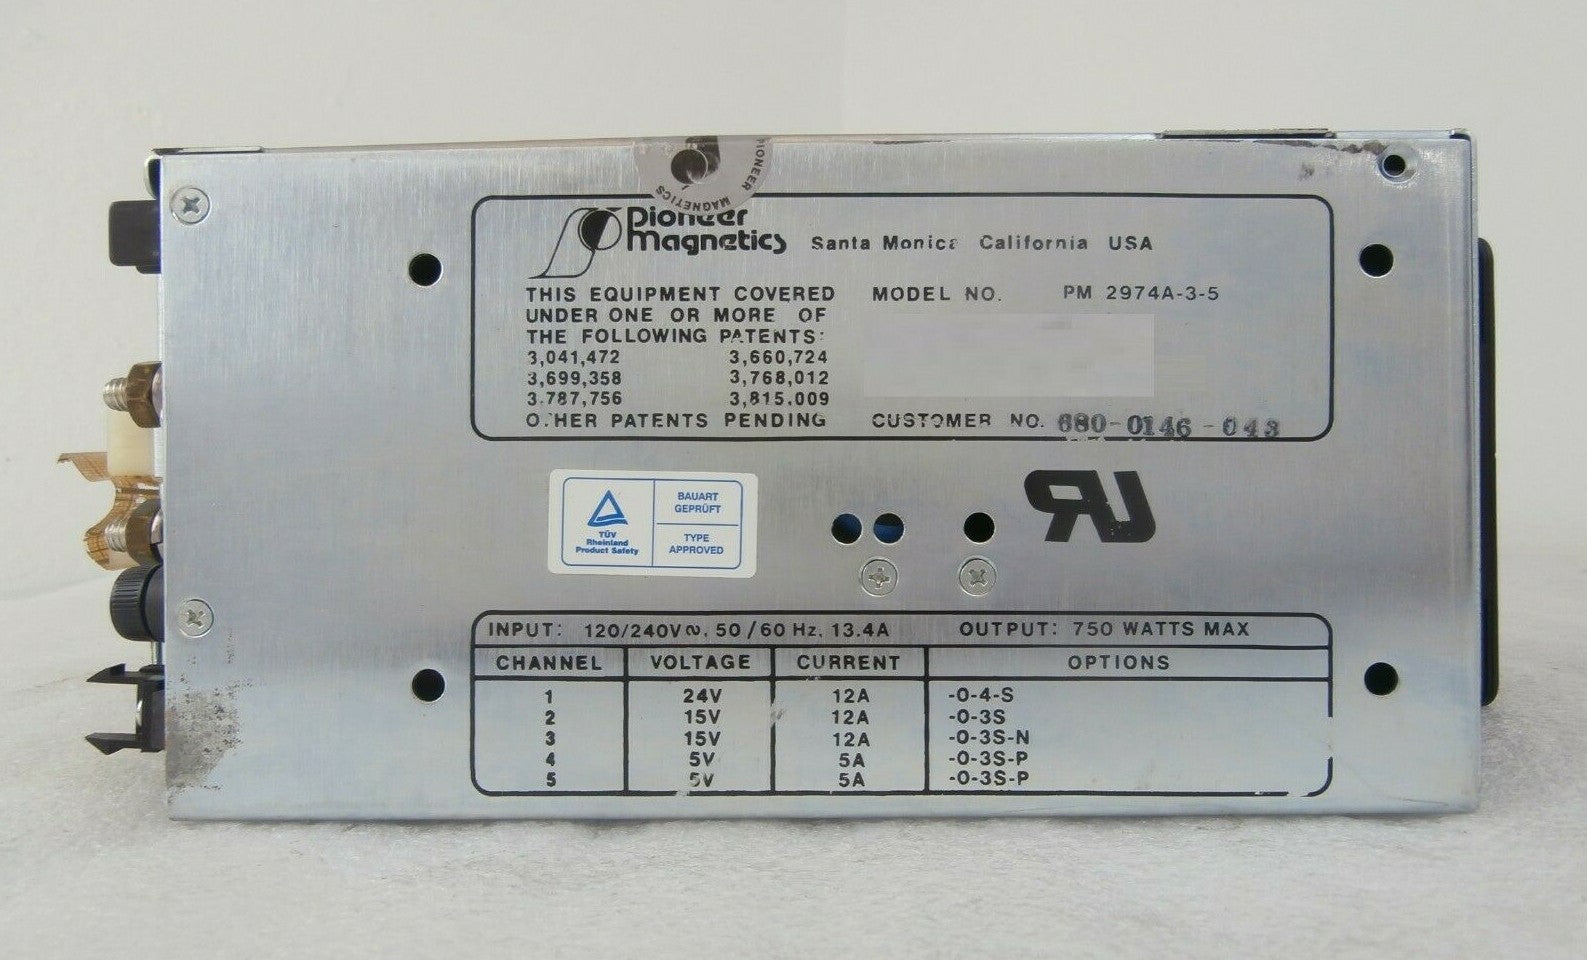 PIONEER
MAGNETICS
Pioneer
magnetics Santa Monica California USA
THIS EQUIPMENT COVERED
UNDER ONE OR MORE OF
THE FOLLOWING PATENTS:
3,041,472 3,660,724
3,699,358 3,768,012
3,787,756 3,815,009
OTHER PATENTS PENDING
MODEL NO. PM 2974A-3-5
CUSTOMER NO. 680-0146-043
TÜV
Rheinland
Product Safety
BAUART
GEPRÜFT
TYPE
APPROVED
INPUT: 120/240V∿, 50/60 Hz, 13.4A OUTPUT: 750 WATTS MAX
CHANNEL VOLTAGE CURRENT OPTIONS
1 24V 12A -0-4-S
2 15V 12A -0-3S
3 15V 12A -0-3S-N
4 5V 5A -0-3S-P
5 5V 5A -0-3S-P